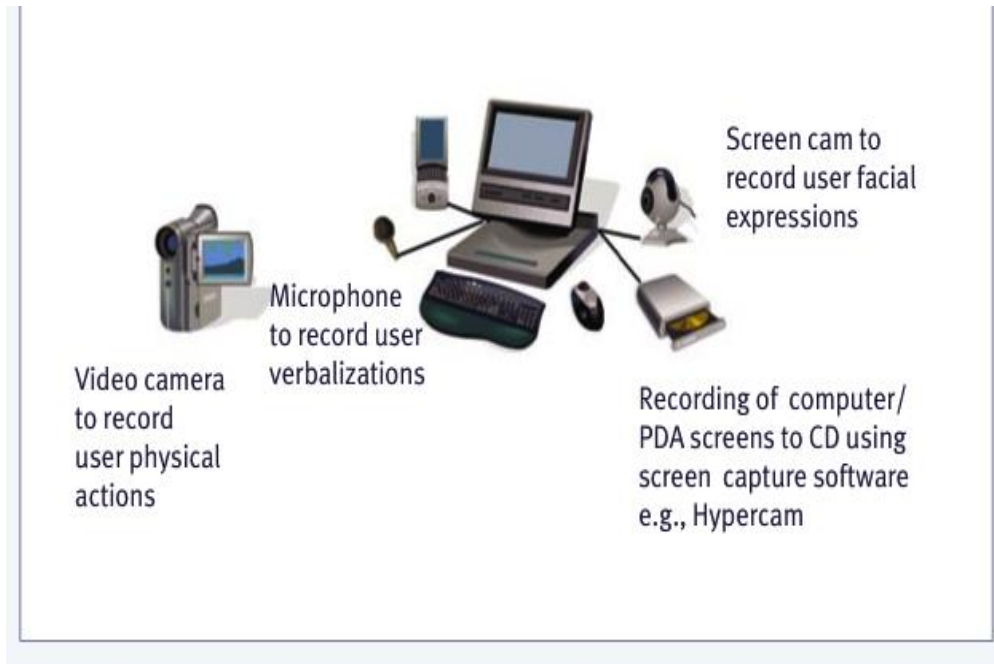 Screen cam to
record user facial
expressions
Microphone
to record user
verbalizations
Video camera
to record
user physical
actions
Recording of computer/
PDA screens to CD using
screen capture software
e.g., Hypercam